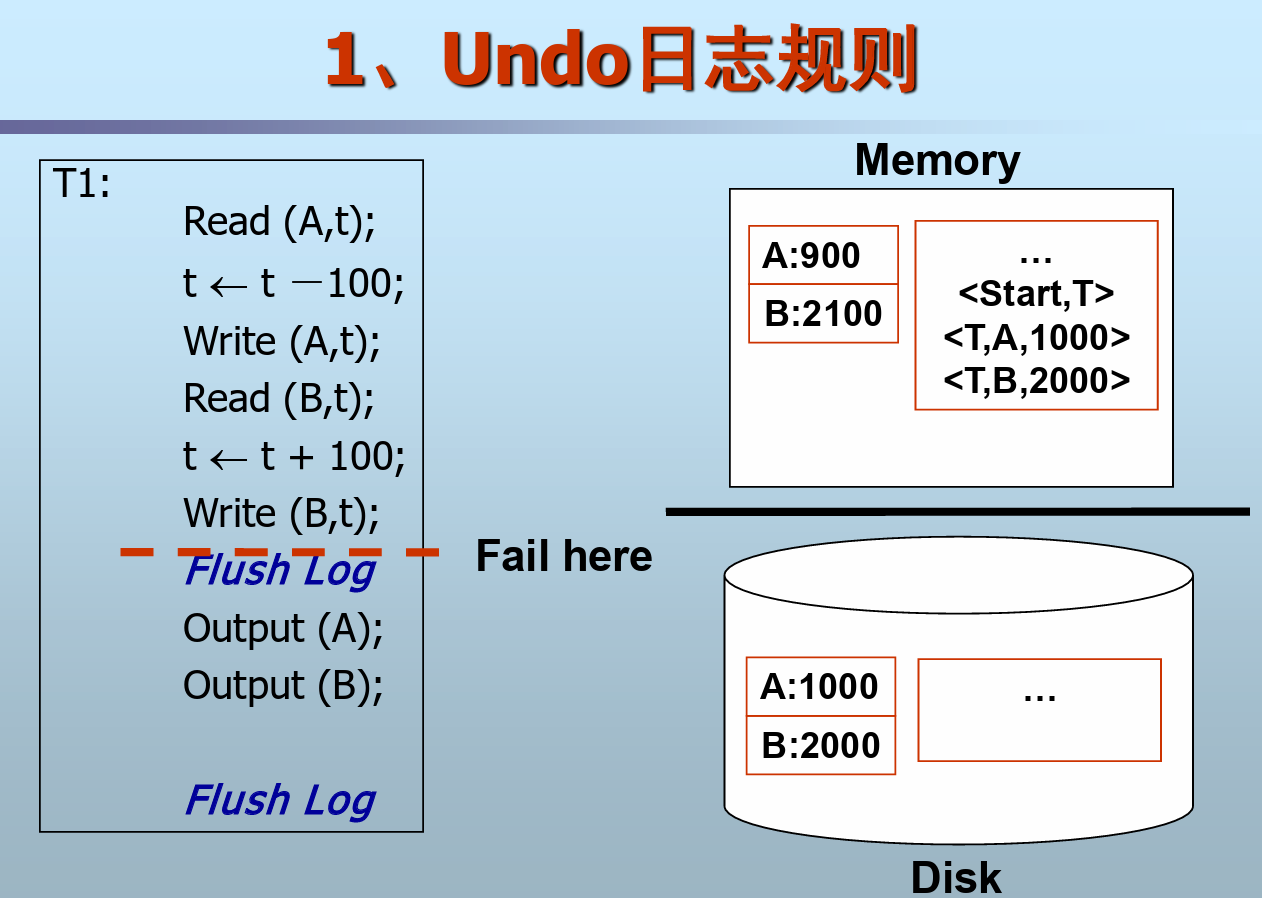 1、Undo日志规则
T1:
Read (A,t);
t ← t －100;
Write (A,t);
Read (B,t);
t ← t + 100;
Write (B,t);
Flush Log
Output (A);
Output (B);
Flush Log
Fail here
Memory
A:900
B:2100
…
<Start,T>
<T,A,1000>
<T,B,2000>
A:1000
B:2000
…
Disk